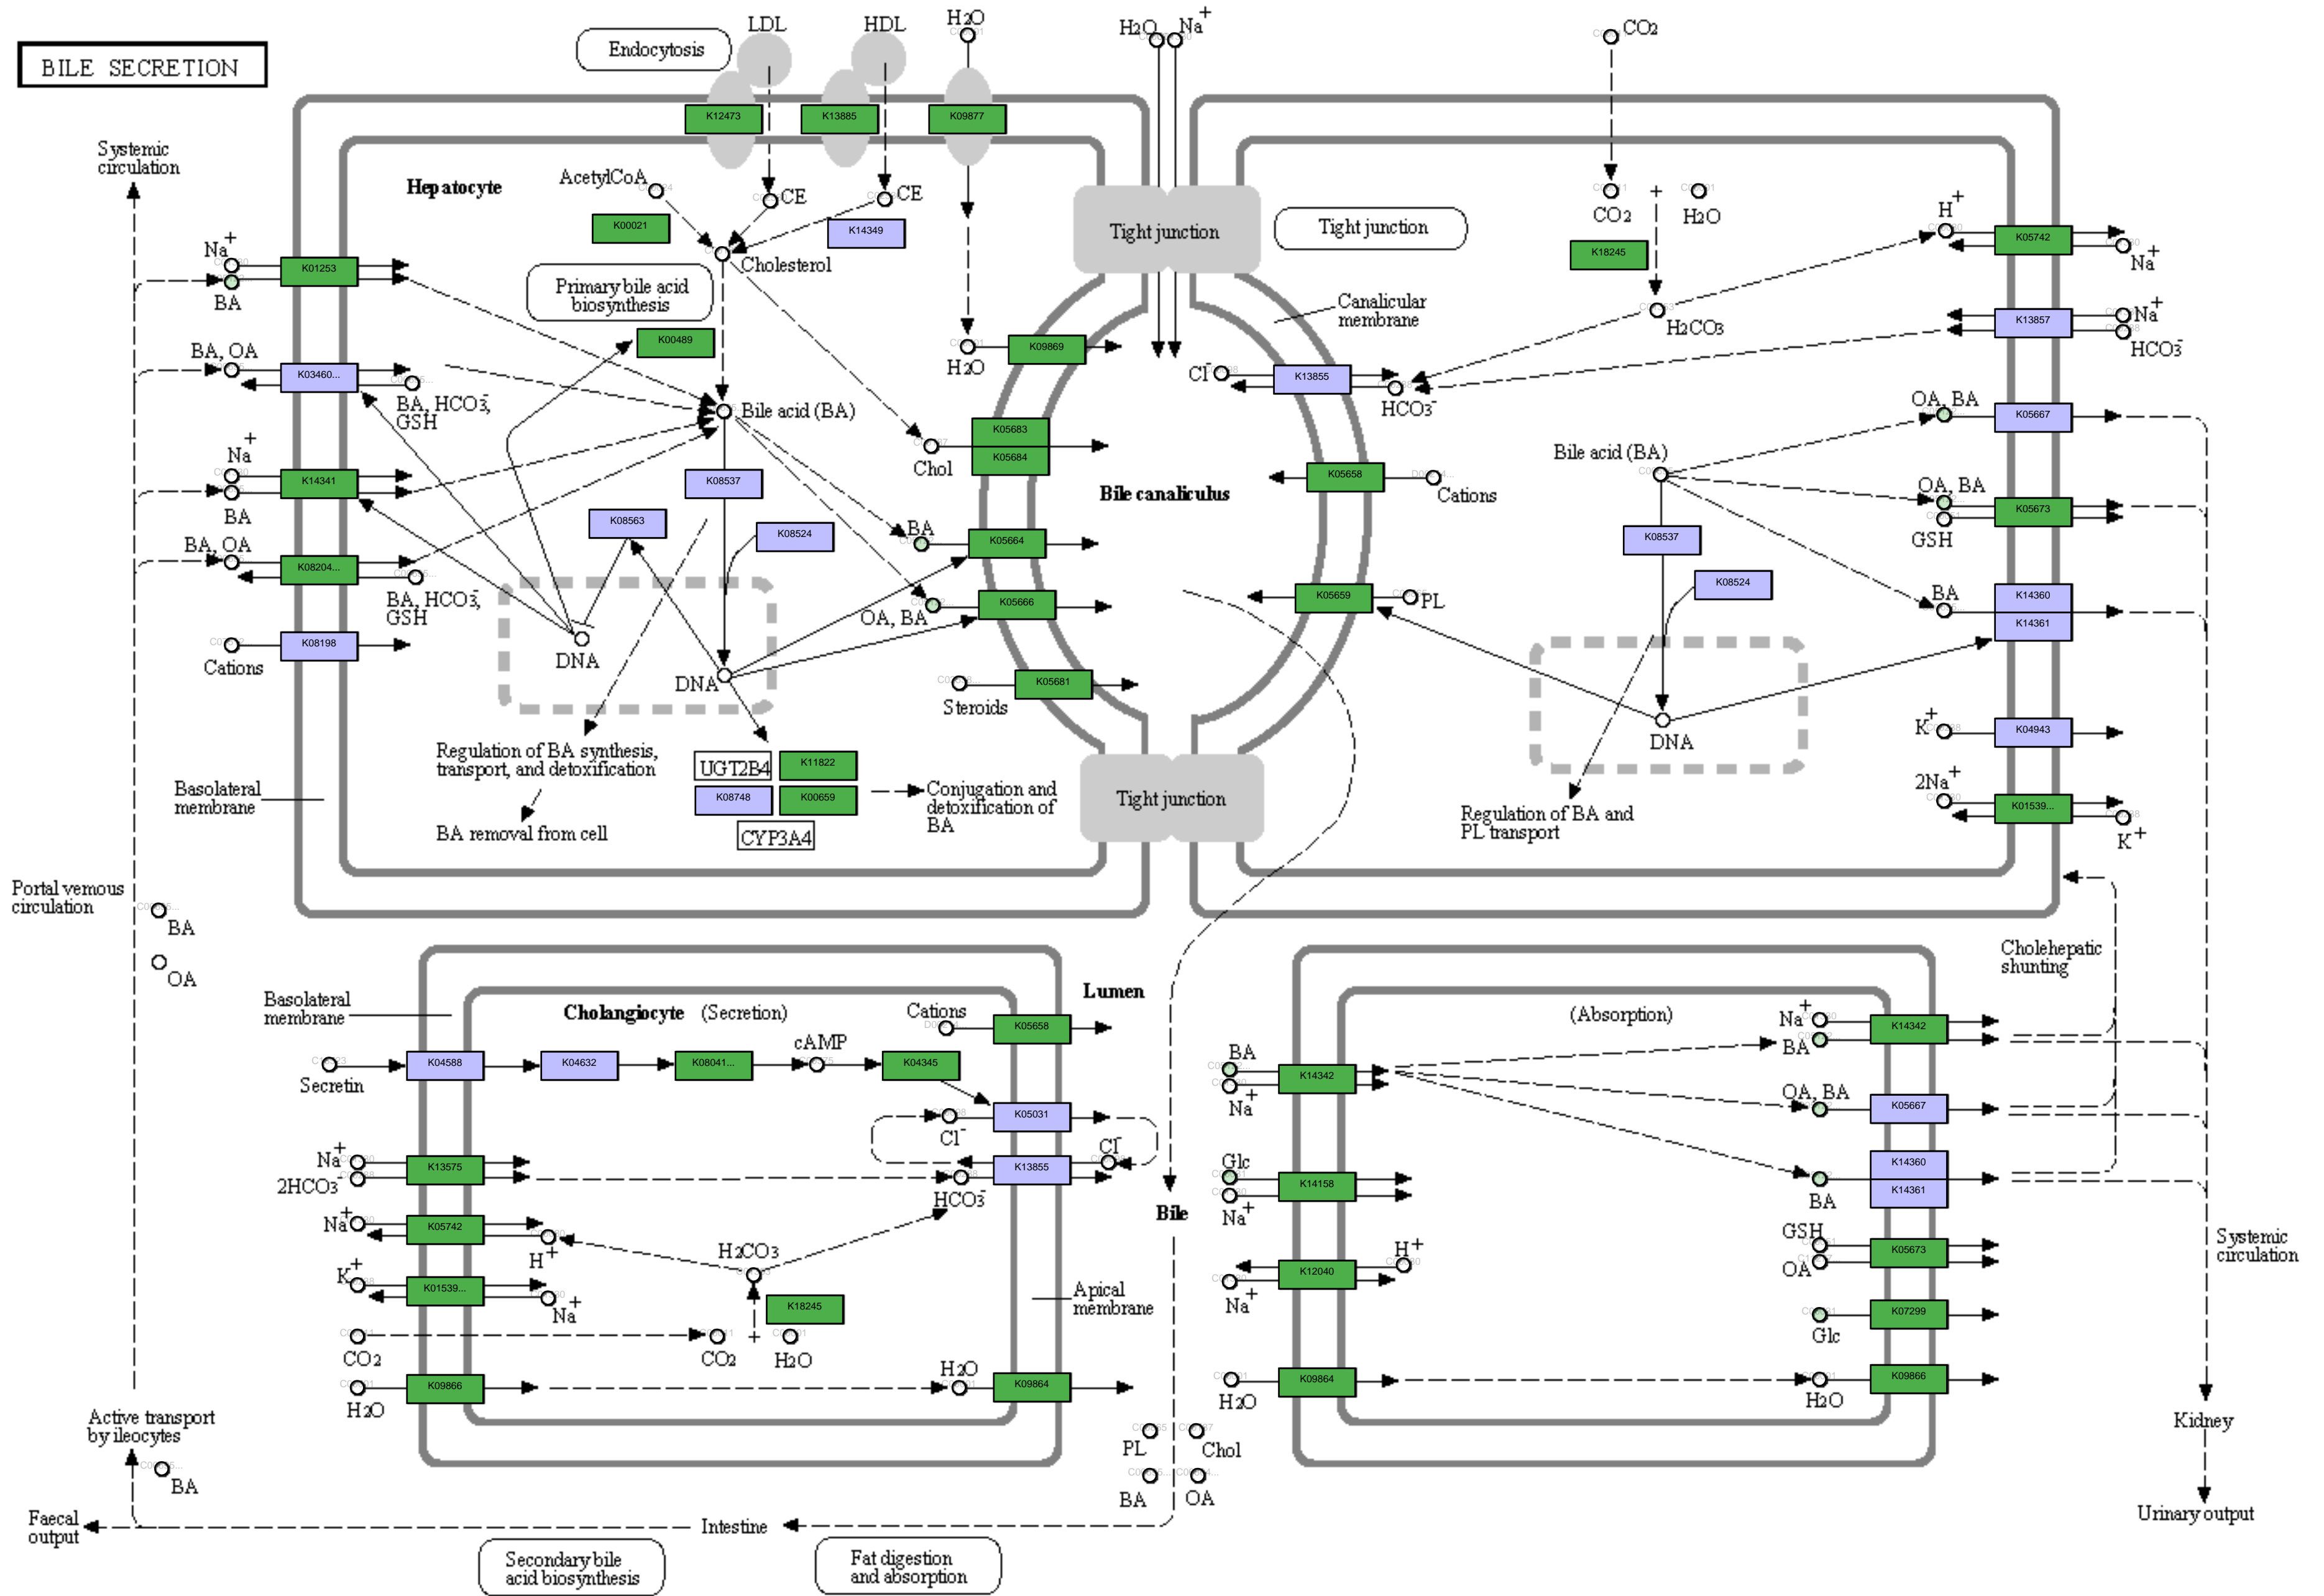 BILE SECRETION
Endocytosis
LDL
HDL
H2O
H2O
Na+
CO2
K12473
K13885
K09877
Systemic
circulation
Hepatocyte
AcetylCoA
CE
CE
K00021
K14349
Cholesterol
Tight junction
Tight junction
CO2
+
H2O
K18245
H2CO3
H+
K05742
Na+
Na+
K01253
BA
Primary bile acid
biosynthesis
K00489
Canalicular
membrane
K13857
Na+
HCO3-
H2O
K09869
BA, OA
K03460...
BA, HCO3-,
GSH
Bile acid (BA)
Cl-
K13855
HCO3-
Chol
K05683
K05684
OA, BA
K05667
Na+
K14341
BA
K08537
Bile canaliculus
K05658
Cations
Bile acid (BA)
OA, BA
K05673
GSH
K08563
K08524
BA
K05664
K08537
BA, OA
K08204...
BA, HCO3-,
GSH
OA, BA
K05666
K05659
PL
K08524
BA
K14360
K14361
Cations
K08198
DNA
DNA
Steroids
K05681
DNA
K+
K04943
Regulation of BA synthesis,
transport, and detoxification
BA removal from cell
UGT2B4
K11822
K08748
K00659
CYP3A4
Conjugation and
detoxification of
BA
Tight junction
Regulation of BA and
PL transport
2Na+
K01539...
K+
Basolateral
membrane
Portal venous
circulation
BA
OA
Cholehepatic
shunting
Basolateral
membrane
Cholangiocyte (Secretion)
Cations
K05658
Lumen
(Absorption)
Na+
BA
K14342
Secretin
K04588
K04632
K08041...
cAMP
K04345
BA
Na+
K14342
OA, BA
K05667
Cl-
K05031
Cl-
Na+
2HCO3-
K13575
HCO3-
K13855
Glc
Na+
K14158
BA
K14360
K14361
Bile
Na+
K05742
H+
H2CO3
GSH
OA
K05673
Systemic
circulation
K+
K01539...
Na+
K18245
Apical
membrane
K12040
H+
Na+
K07299
Glc
CO2
CO2
+
H2O
H2O
K09866
H2O
K09864
H2O
K09864
H2O
K09866
Active transport
by ileocytes
BA
PL
Chol
BA
OA
Kidney
Urinary output
Faecal
output
Intestine
Secondary bile
acid biosynthesis
Fat digestion
and absorption